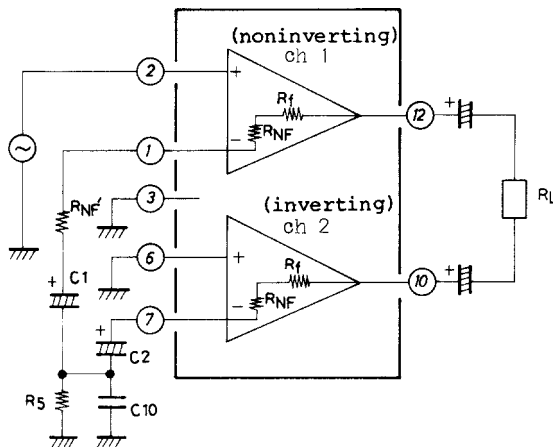 (noninverting)
ch 1
2
+
Rf
12
+
1
−
RNF
RNF'
3
RL
(inverting)
ch 2
6
+
Rf
10
+
+
C1
7
−
RNF
+
C2
R5
C10